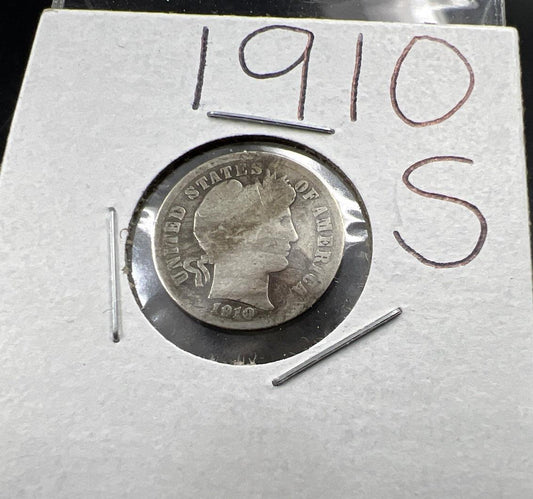 1910
S
UNITED STATES OF AMERICA
1910